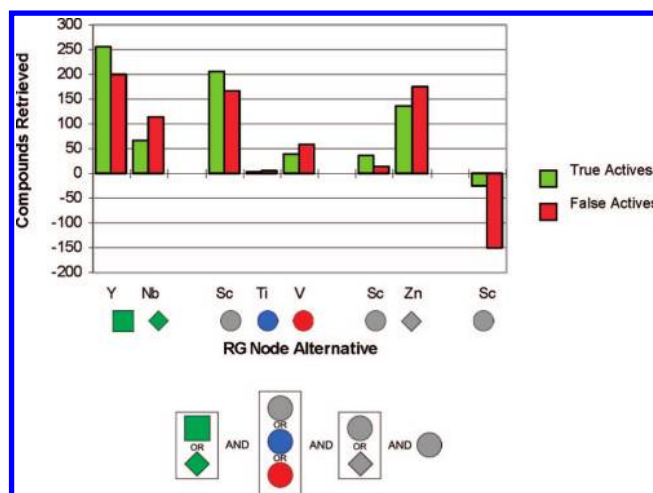 300
250
200
150
100
50
0
-50
-100
-150
-200
Compounds Retrieved
True Actives
False Actives
Y Nb Sc Ti V Sc Zn Sc
RG Node Alternative
OR AND OR OR AND OR AND